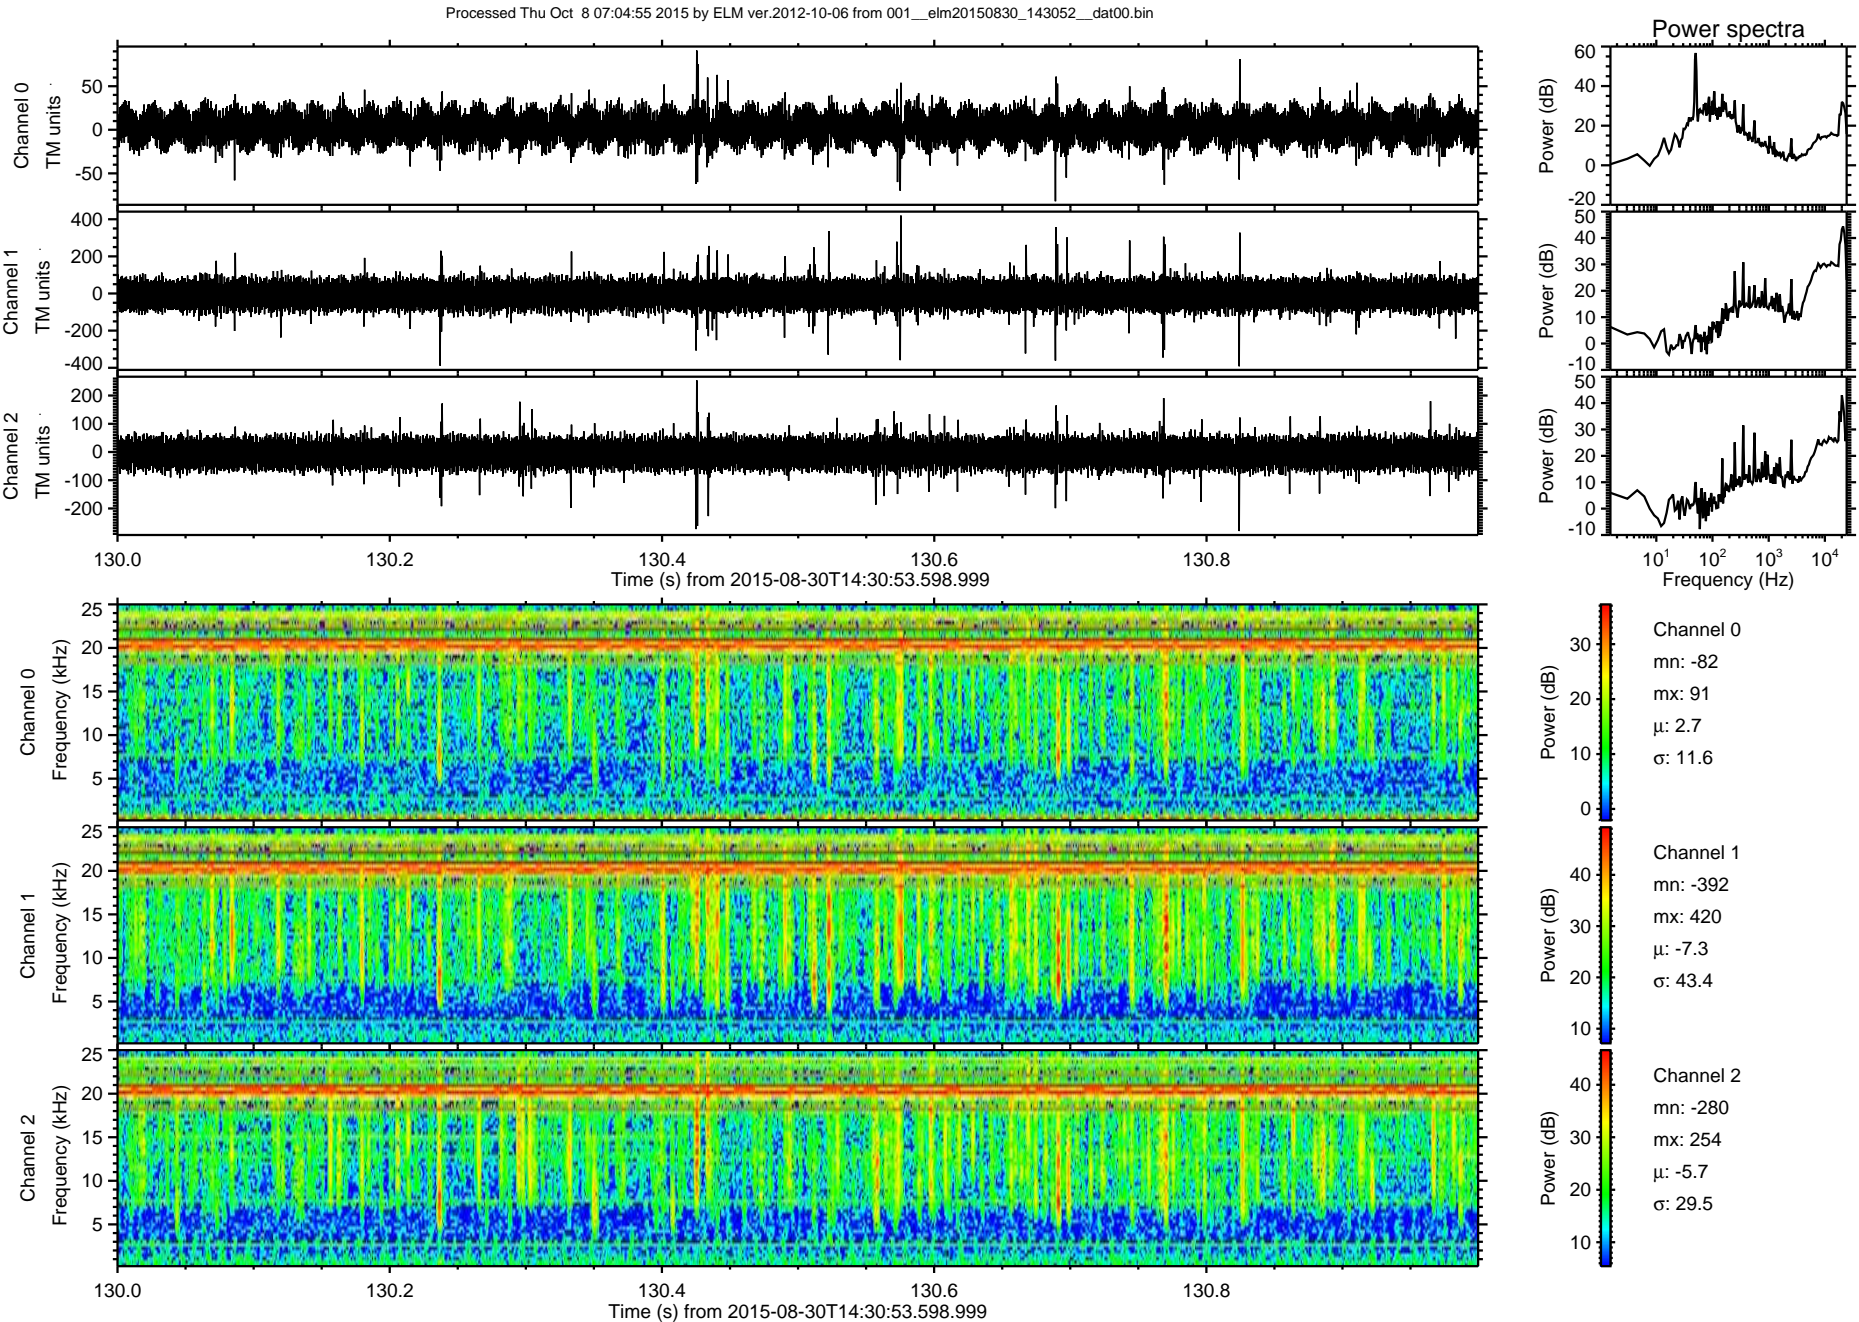 Processed Thu Oct  8 07:04:55 2015 by ELM ver.2012-10-06 from 001__elm20150830_143052__dat00.bin
Power spectra
Channel 0
TM units
50
0
-50
Power (dB)
60
40
20
0
-20
Channel 1
TM units
400
200
0
-200
-400
Power (dB)
50
40
30
20
10
0
-10
Channel 2
TM units
200
100
0
-100
-200
Power (dB)
50
40
30
20
10
0
-10
130.0 130.2 130.4 130.6 130.8
Time (s) from 2015-08-30T14:30:53.598.999
10^1 10^2 10^3 10^4
Frequency (Hz)
Channel 0
Frequency (kHz)
25
20
15
10
5
Power (dB)
30
20
10
0
Channel 0
mn: -82
mx: 91
μ: 2.7
σ: 11.6
Channel 1
Frequency (kHz)
25
20
15
10
5
Power (dB)
40
30
20
10
Channel 1
mn: -392
mx: 420
μ: -7.3
σ: 43.4
Channel 2
Frequency (kHz)
25
20
15
10
5
Power (dB)
40
30
20
10
Channel 2
mn: -280
mx: 254
μ: -5.7
σ: 29.5
130.0 130.2 130.4 130.6 130.8
Time (s) from 2015-08-30T14:30:53.598.999